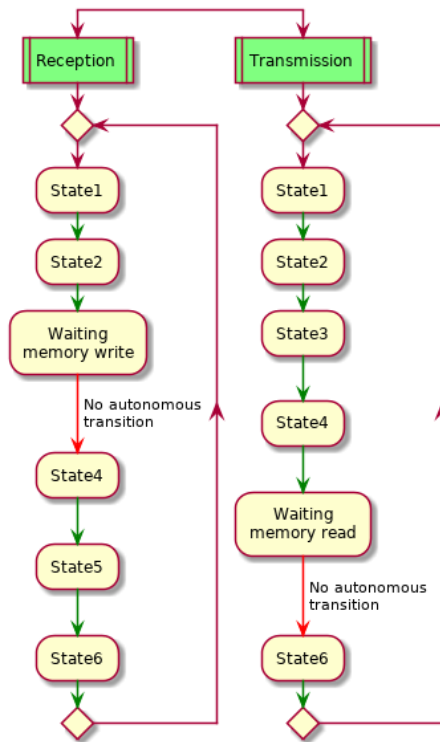 Reception
State1
State2
Waiting
memory write
No autonomous
transition
State4
State5
State6
Transmission
State1
State2
State3
State4
Waiting
memory read
No autonomous
transition
State6